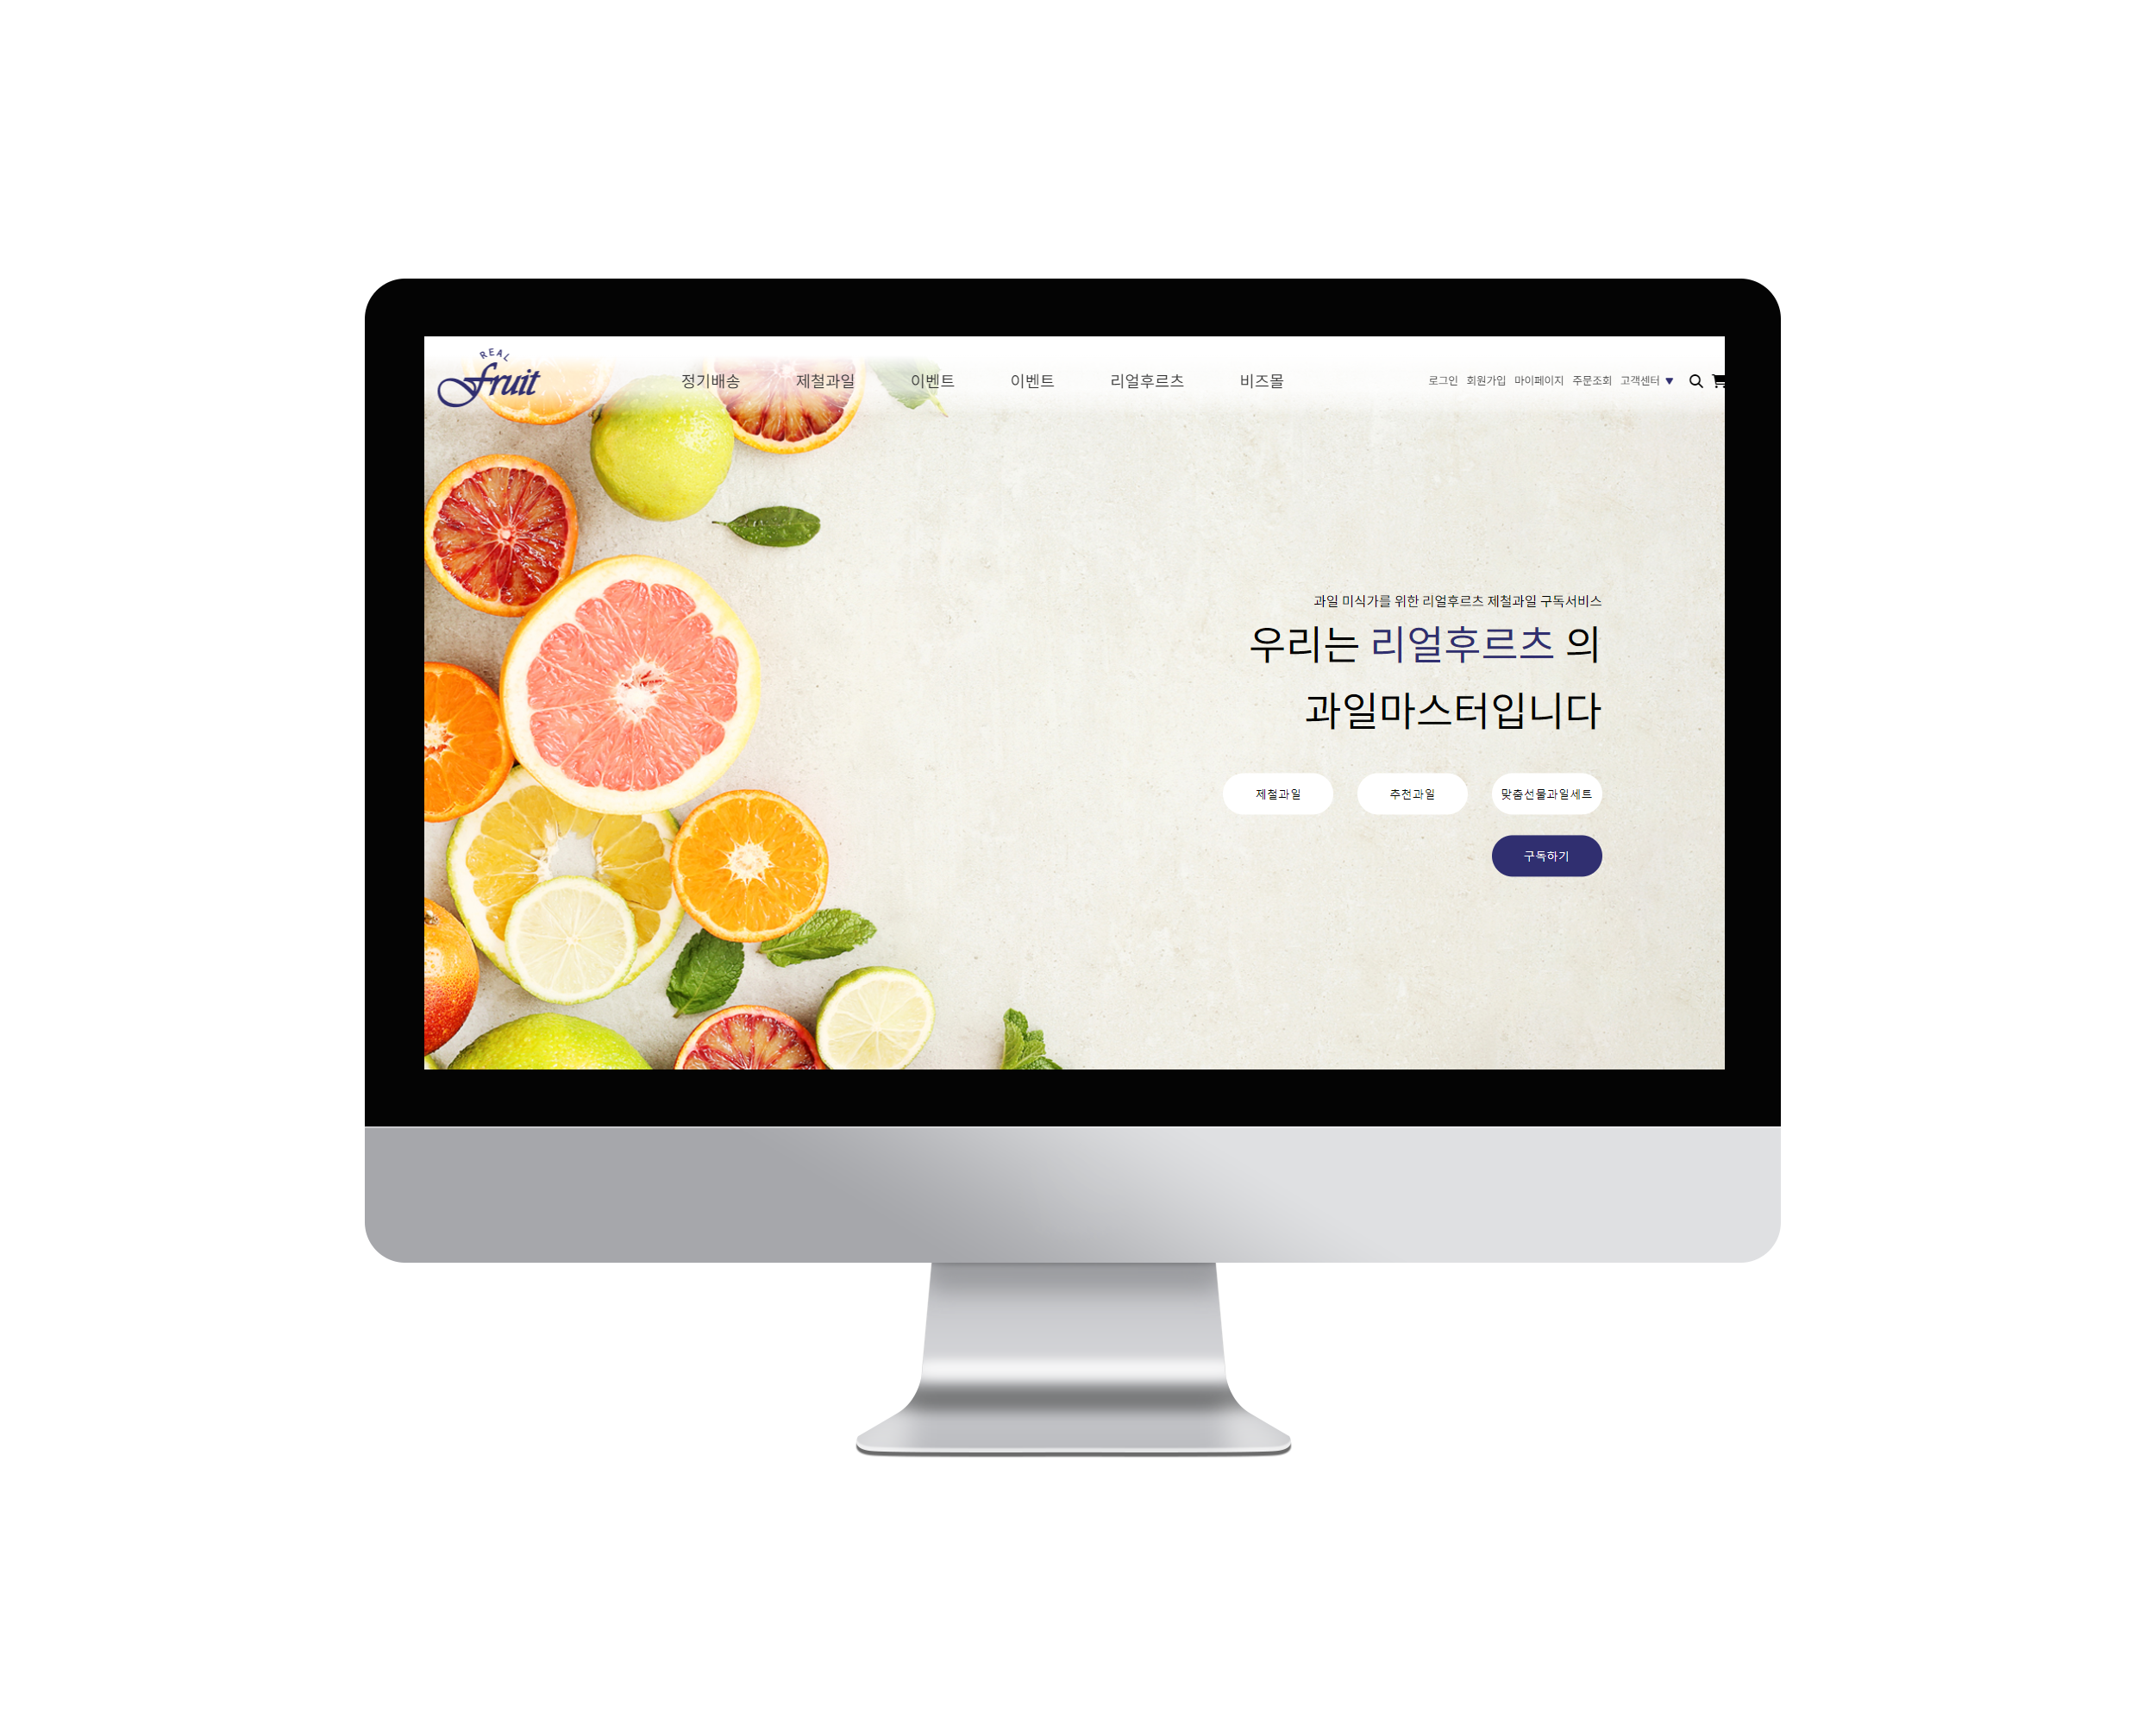 REAL
fruit
정기배송 제철과일 이벤트 이벤트 리얼후르츠 비즈몰
로그인 회원가입 마이페이지 주문조회 고객센터
과일 미식가를 위한 리얼후르츠 제철과일 구독서비스
우리는 리얼후르츠 의
과일마스터입니다
제철과일 추천과일 맞춤선물과일세트
구독하기